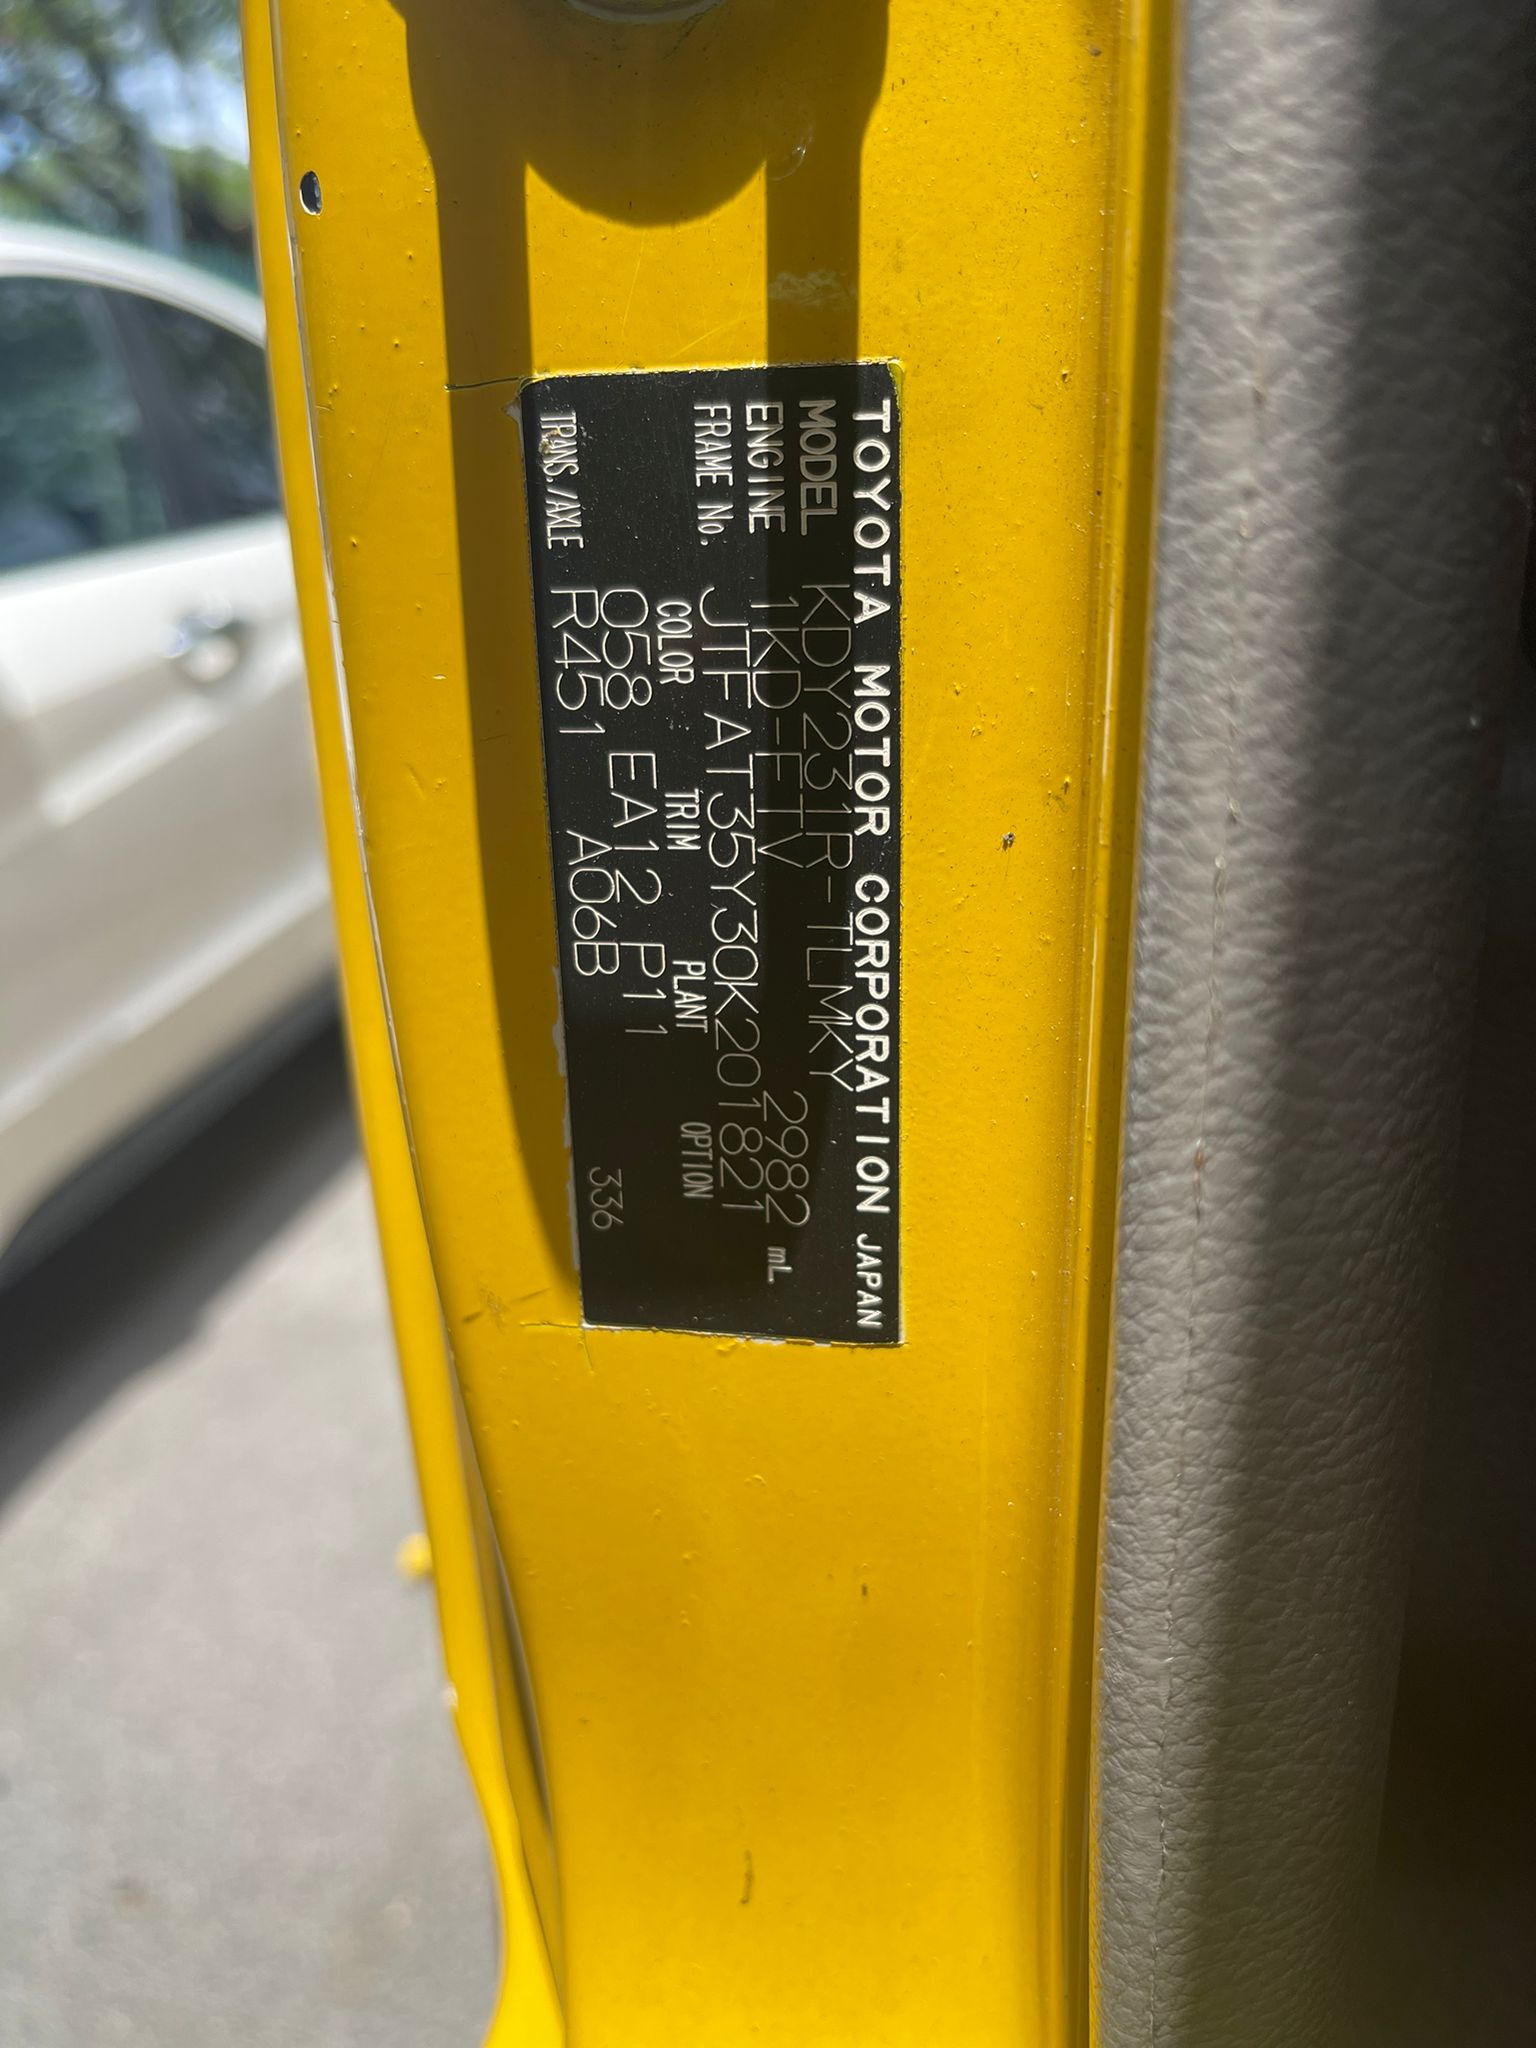 TOYOTA MOTOR CORPORATION JAPAN
MODEL KDY231R-TLMKY
ENGINE 1KD-FTV 2982 mL
FRAME No. JTFAT35Y30K201821
COLOR TRIM PLANT OPTION
058 EA12 P11
TRANS./AXLE R451 A06B 336